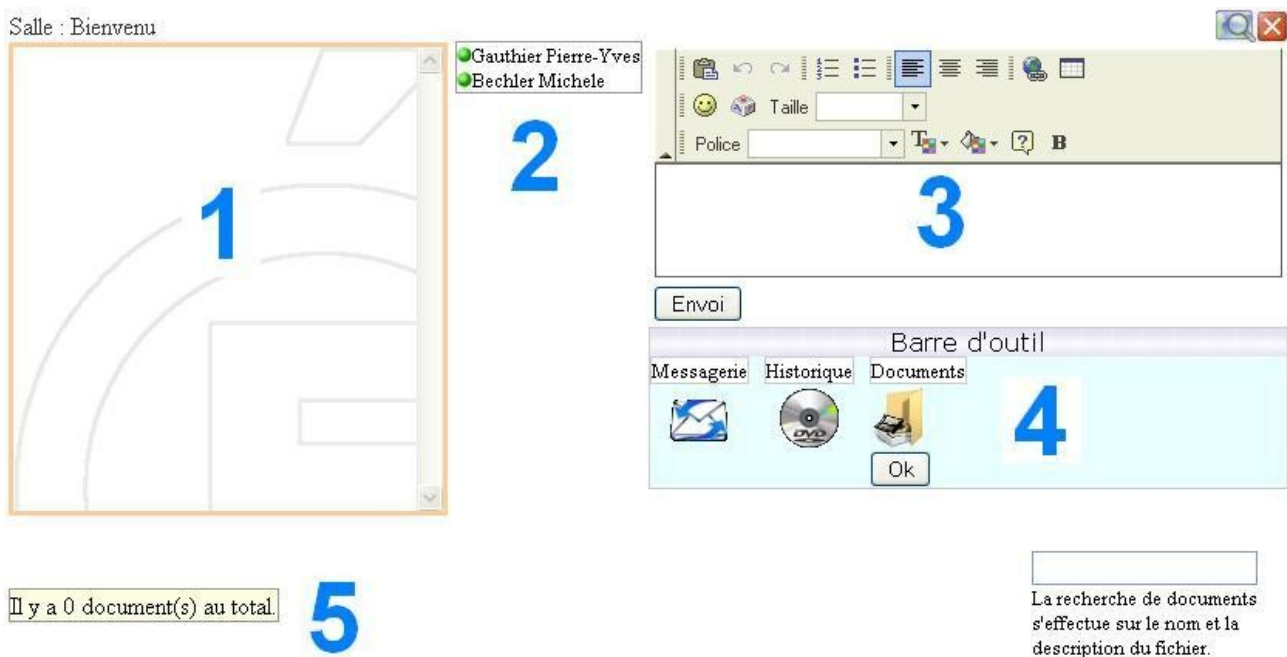 Salle : Bienvenu
1
Gauthier Pierre-Yves
Bechler Michele
2
Taille
Police
B
3
Envoi
Barre d'outil
Messagerie Historique Documents
DVD
Ok
4
Il y a 0 document(s) au total.
5
La recherche de documents
s'effectue sur le nom et la
description du fichier.